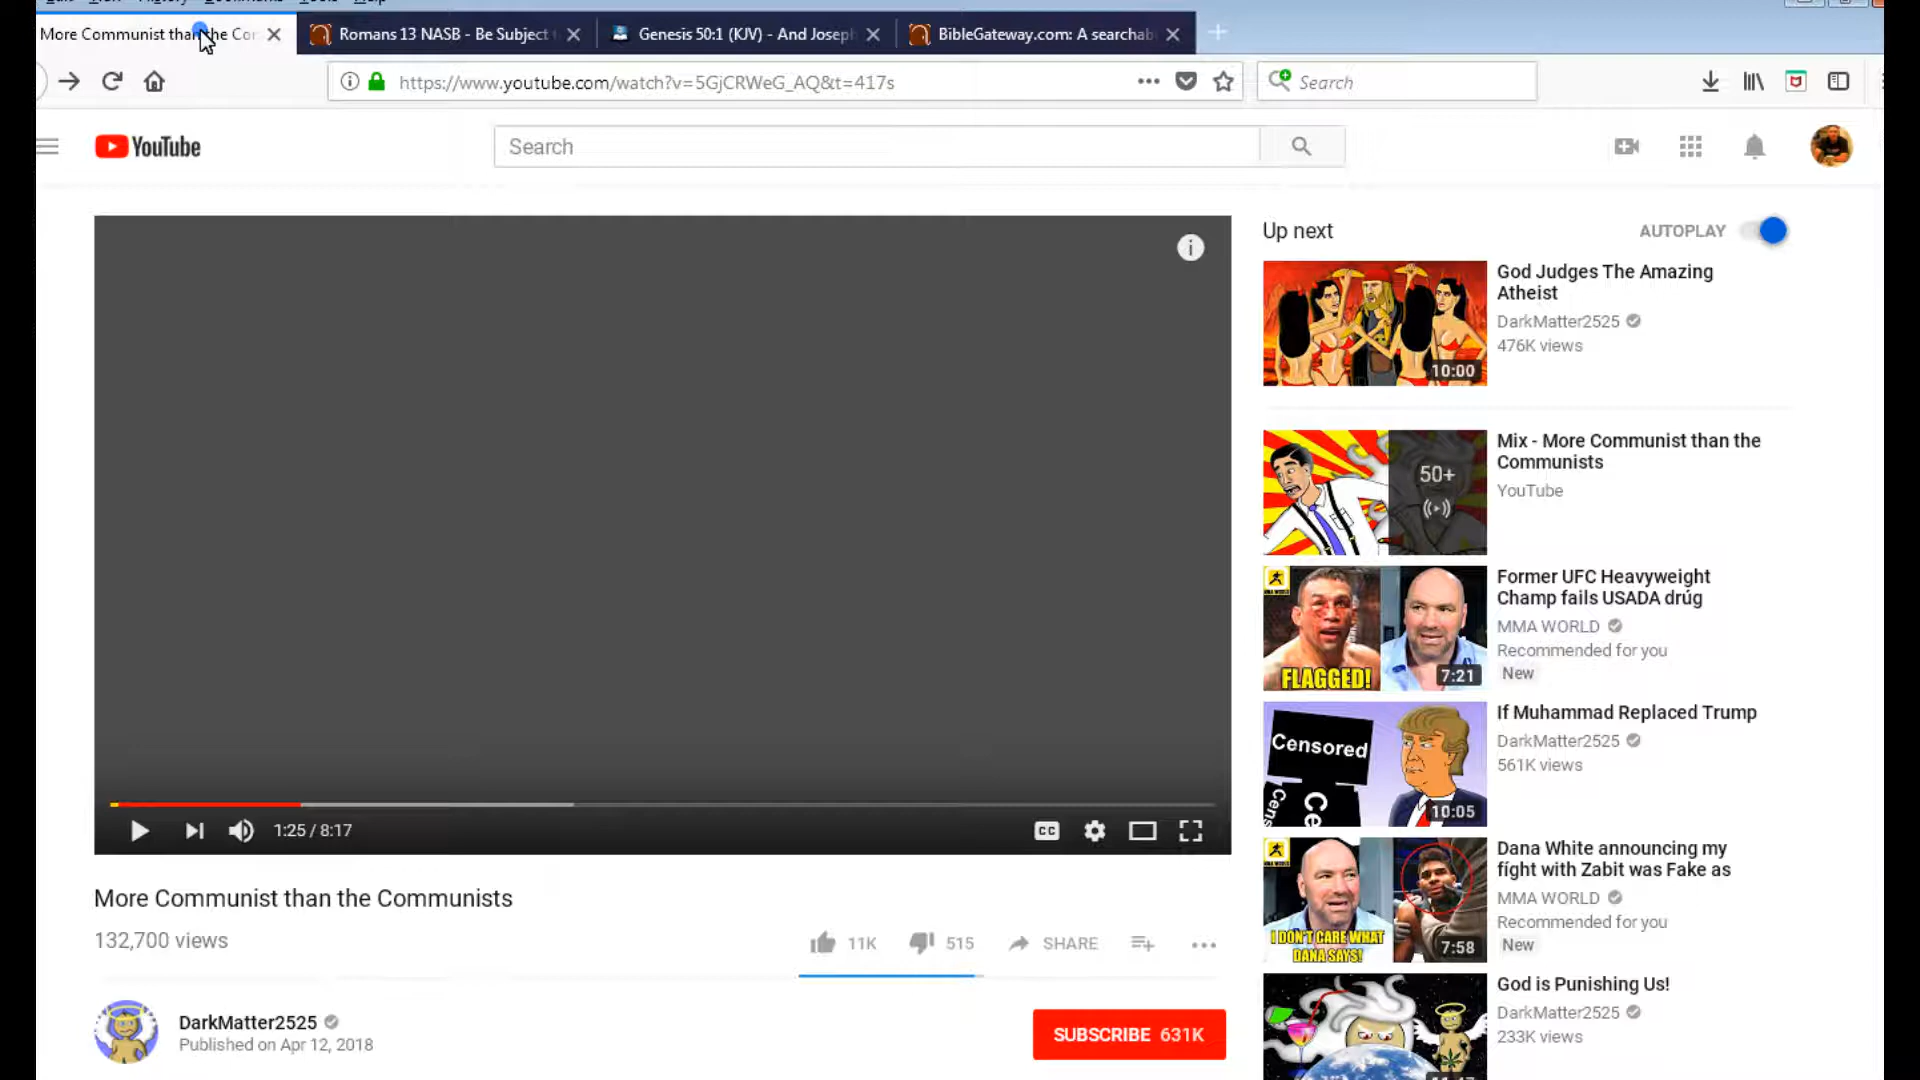 More Communist than the Cor
Romans 13 NASB - Be Subject
Genesis 50:1 (KJV) - And Joseph
BibleGateway.com: A searchab
https://www.youtube.com/watch?v=5GjCRWeG_AQ&t=417s
Search
YouTube
Search
Up next
AUTOPLAY
God Judges The Amazing
Atheist
DarkMatter2525
476K views
10:00
Mix - More Communist than the
Communists
YouTube
50+
Former UFC Heavyweight
Champ fails USADA drúg
MMA WORLD
Recommended for you
New
FLAGGED!
7:21
If Muhammad Replaced Trump
DarkMatter2525
561K views
Censored
Cens
Ce
10:05
Dana White announcing my
fíght with Zabit was Fake as
MMA WORLD
Recommended for you
New
I DON'T CARE WHAT
DANA SAYS!
7:58
God is Punishing Us!
DarkMatter2525
233K views
1:25 / 8:17
CC
More Communist than the Communists
132,700 views
11K
515
SHARE
DarkMatter2525
Published on Apr 12, 2018
SUBSCRIBE 631K